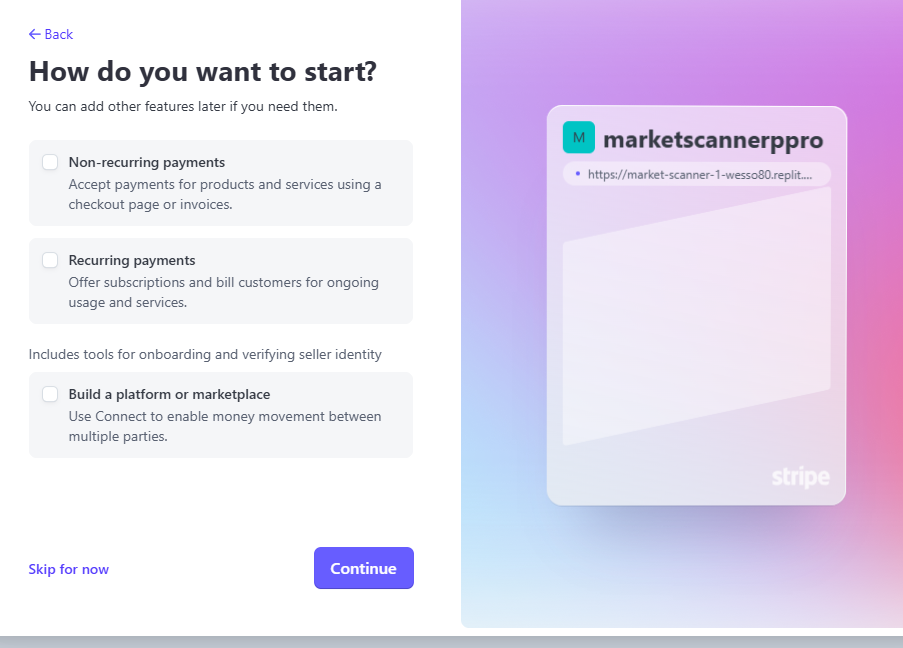 ← Back
How do you want to start?
You can add other features later if you need them.
Non-recurring payments
Accept payments for products and services using a
checkout page or invoices.
Recurring payments
Offer subscriptions and bill customers for ongoing
usage and services.
Includes tools for onboarding and verifying seller identity
Build a platform or marketplace
Use Connect to enable money movement between
multiple parties.
Skip for now
Continue
M marketscannerppro
https://market-scanner-1-wesso80.replit....
stripe